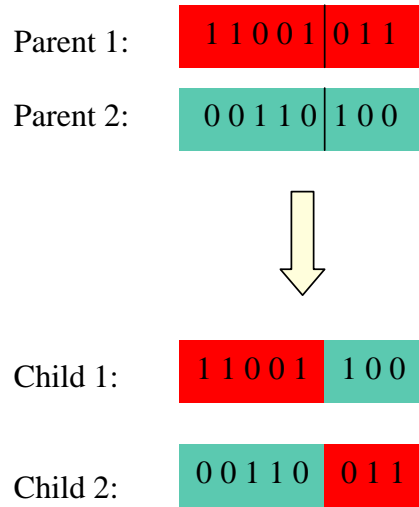 Parent 1: 1 1 0 0 1 0 1 1
Parent 2: 0 0 1 1 0 1 0 0
Child 1: 1 1 0 0 1 1 0 0
Child 2: 0 0 1 1 0 0 1 1